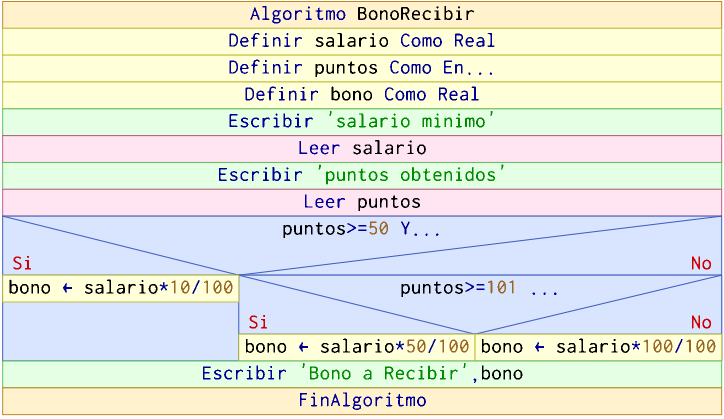 Algoritmo BonoRecibir
Definir salario Como Real
Definir puntos Como En...
Definir bono Como Real
Escribir 'salario minimo'
Leer salario
Escribir 'puntos obtenidos'
Leer puntos
puntos>=50 Y...
Si No
bono ← salario*10/100 puntos>=101 ...
Si No
bono ← salario*50/100 bono ← salario*100/100
Escribir 'Bono a Recibir',bono
FinAlgoritmo